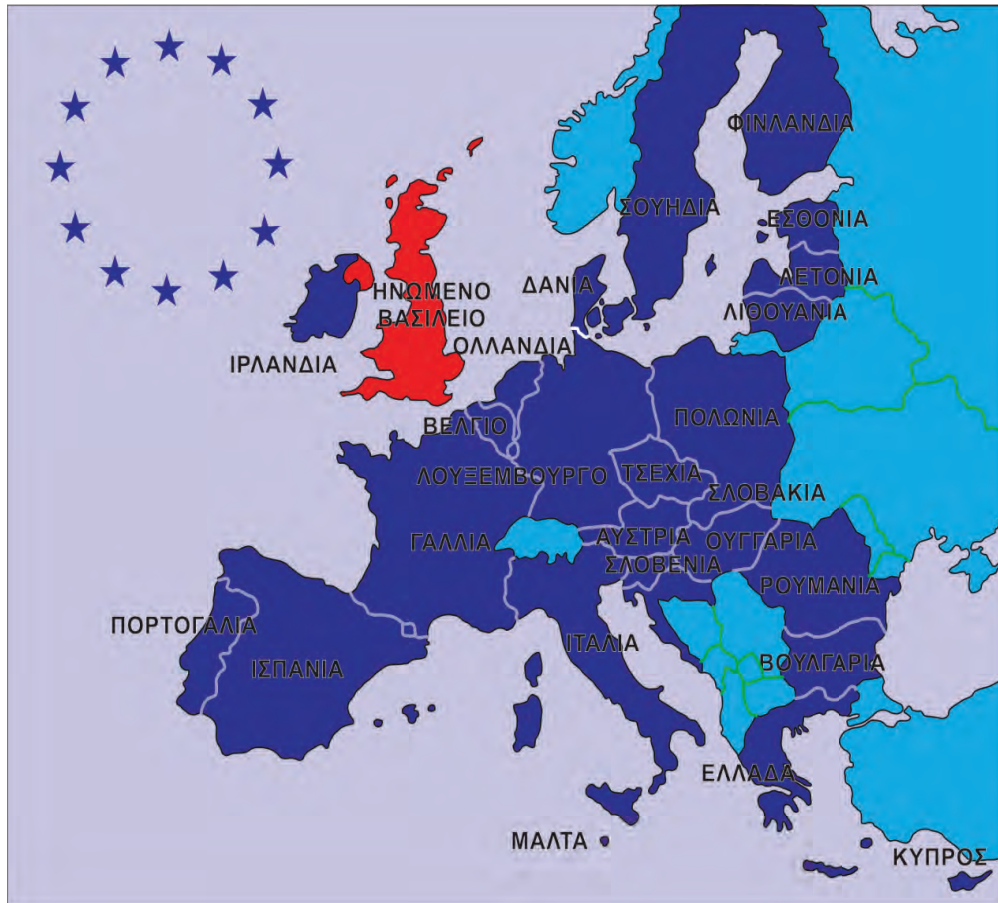 ΦΙΝΛΑΝΔΙΑ
ΣΟΥΗΔΙΑ
ΕΣΘΟΝΙΑ
ΛΕΤΟΝΙΑ
ΔΑΝΙΑ
ΗΝΩΜΕΝΟ
ΒΑΣΙΛΕΙΟ
ΛΙΘΟΥΑΝΙΑ
ΟΛΛΑΝΔΙΑ
ΙΡΛΑΝΔΙΑ
ΠΟΛΩΝΙΑ
ΒΕΛΓΙΟ
ΛΟΥΞΕΜΒΟΥΡΓΟ
ΤΣΕΧΙΑ
ΣΛΟΒΑΚΙΑ
ΓΑΛΛΙΑ
ΑΥΣΤΡΙΑ
ΟΥΓΓΑΡΙΑ
ΣΛΟΒΕΝΙΑ
ΡΟΥΜΑΝΙΑ
ΠΟΡΤΟΓΑΛΙΑ
ΙΤΑΛΙΑ
ΙΣΠΑΝΙΑ
ΒΟΥΛΓΑΡΙΑ
ΕΛΛΑΔΑ
ΜΑΛΤΑ
ΚΥΠΡΟΣ